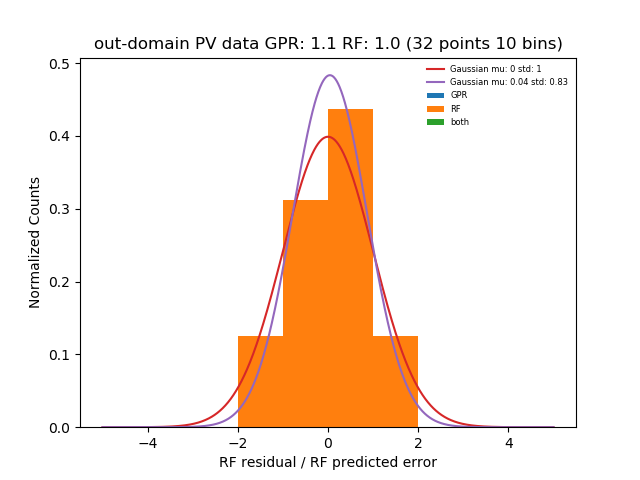 out-domain PV data GPR: 1.1 RF: 1.0 (32 points 10 bins)
Gaussian mu: 0 std: 1
Gaussian mu: 0.04 std: 0.83
GPR
RF
both
Normalized Counts
0.5
0.4
0.3
0.2
0.1
0.0
−4 −2 0 2 4
RF residual / RF predicted error